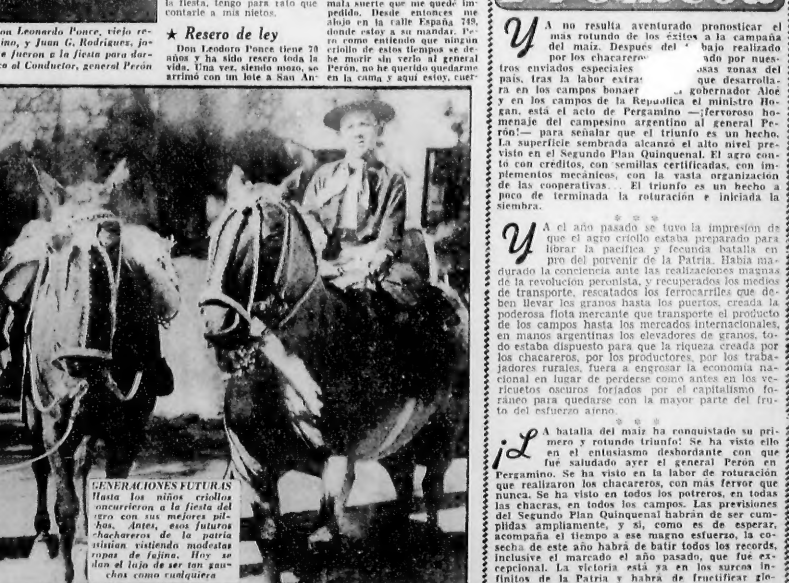 on Leonardo Ponce, viejo re-
ino, y Juan G. Rodríguez, jo-
e fueron a la fiesta para dar-
o al Conductor, general Perón
la fiesta, tengo para rato que
contarle a mis nietos.
★ Resero de ley
Don Leodoro Ponce tiene 70
años y ha sido resero toda la
vida. Una vez, siendo mozo, se
arrimó con un lote a San An-
mala suerte que me quedé im-
pedido. Desde entonces me
alojo en la calle España 749,
donde estoy a su mandar. Pe-
ro como entiendo que ningún
criollo de estos tiempos se de-
be morir sin verlo al general
Perón, no he querido quedarme
en la cama y aquí estoy, cuer-
GENERACIONES FUTURAS
Hasta los niños criollos
concurrieron a la fiesta del
agro con sus mejores pil-
chas. Antes, esos futuros
chachareros de la patria
asistían vistiendo modestas
ropas de fajina. Hoy se
dan el lujo de ser tan gau-
chos como cualquiera
YA no resulta aventurado pronosticar el
más rotundo de los éxitos a la campaña
del maíz. Después del bajo realizado
por los chacareros ado por nues-
tros enviados especiales osas zonas del
país, tras la labor extra que desarrolla-
ra en los campos bonaer gobernador Aloé
y en los campos de la República el ministro Ho-
gan, está el acto de Pergamino —¡fervoroso ho-
menaje del campesino argentino al general Pe-
rón!— para señalar que el triunfo es un hecho.
La superficie sembrada alcanzó el alto nivel pre-
visto en el Segundo Plan Quinquenal. El agro con-
tó con créditos, con semillas certificadas, con im-
plementos mecánicos, con la vasta organización
de las cooperativas... El triunfo es un hecho a
poco de terminada la roturación e iniciada la
siembra.
YA el año pasado se tuvo la impresión de
que el agro criollo estaba preparado para
librar la pacífica y fecunda batalla en
pro del porvenir de la Patria. Había ma-
durado la conciencia ante las realizaciones magnas
de la revolución peronista, y recuperados los medios
de transporte, rescatados los ferrocarriles que de-
ben llevar los granos hasta los puertos, creada la
poderosa flota mercante que transporte el producto
de los campos hasta los mercados internacionales,
en manos argentinas los elevadores de granos, to-
do estaba dispuesto para que la riqueza creada por
los chacareros, por los productores, por los traba-
jadores rurales, fuera a engrosar la economía na-
cional en lugar de perderse como antes en los ve-
ricuetos oscuros forjados por el capitalismo fo-
ráneo para quedarse con la mayor parte del fru-
to del esfuerzo ajeno.
¡LA batalla del maíz ha conquistado su pri-
mero y rotundo triunfo! Se ha visto ello
en el entusiasmo desbordante con que
fué saludado ayer el general Perón en
Pergamino. Se ha visto en la labor de roturación
que realizaron los chacareros, con más fervor que
nunca. Se ha visto en todos los potreros, en todas
las chacras, en todos los campos. Las previsiones
del Segundo Plan Quinquenal habrán de ser cum-
plidas ampliamente, y si, como es de esperar,
acompaña el tiempo a ese magno esfuerzo, la co-
secha de este año habrá de batir todos los records,
inclusive el marcado el año pasado, que fué ex-
cepcional. La victoria está ya en los surcos in-
finitos de la Patria y habrá de fructificar glo-